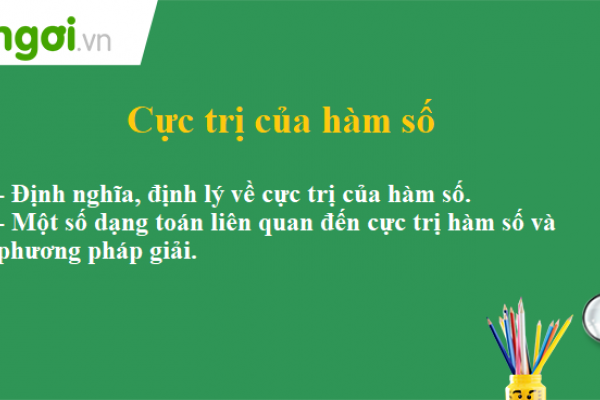 ngơi.vn
Cực trị của hàm số
- Định nghĩa, định lý về cực trị của hàm số.
- Một số dạng toán liên quan đến cực trị hàm số và
phương pháp giải.